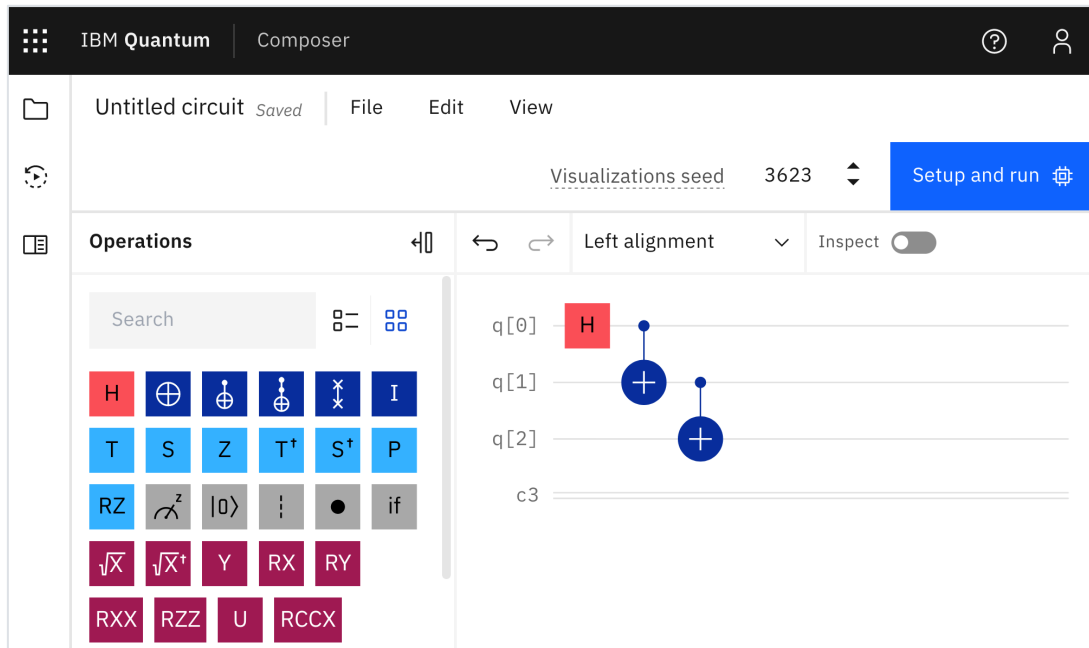 IBM Quantum Composer
Untitled circuit Saved File Edit View
Visualizations seed 3623 Setup and run
Operations Left alignment Inspect
Search
q[0] H
q[1]
q[2]
c3
H I
T S Z T† S† P
RZ z |0⟩ if
√X √X† Y RX RY
RXX RZZ U RCCX